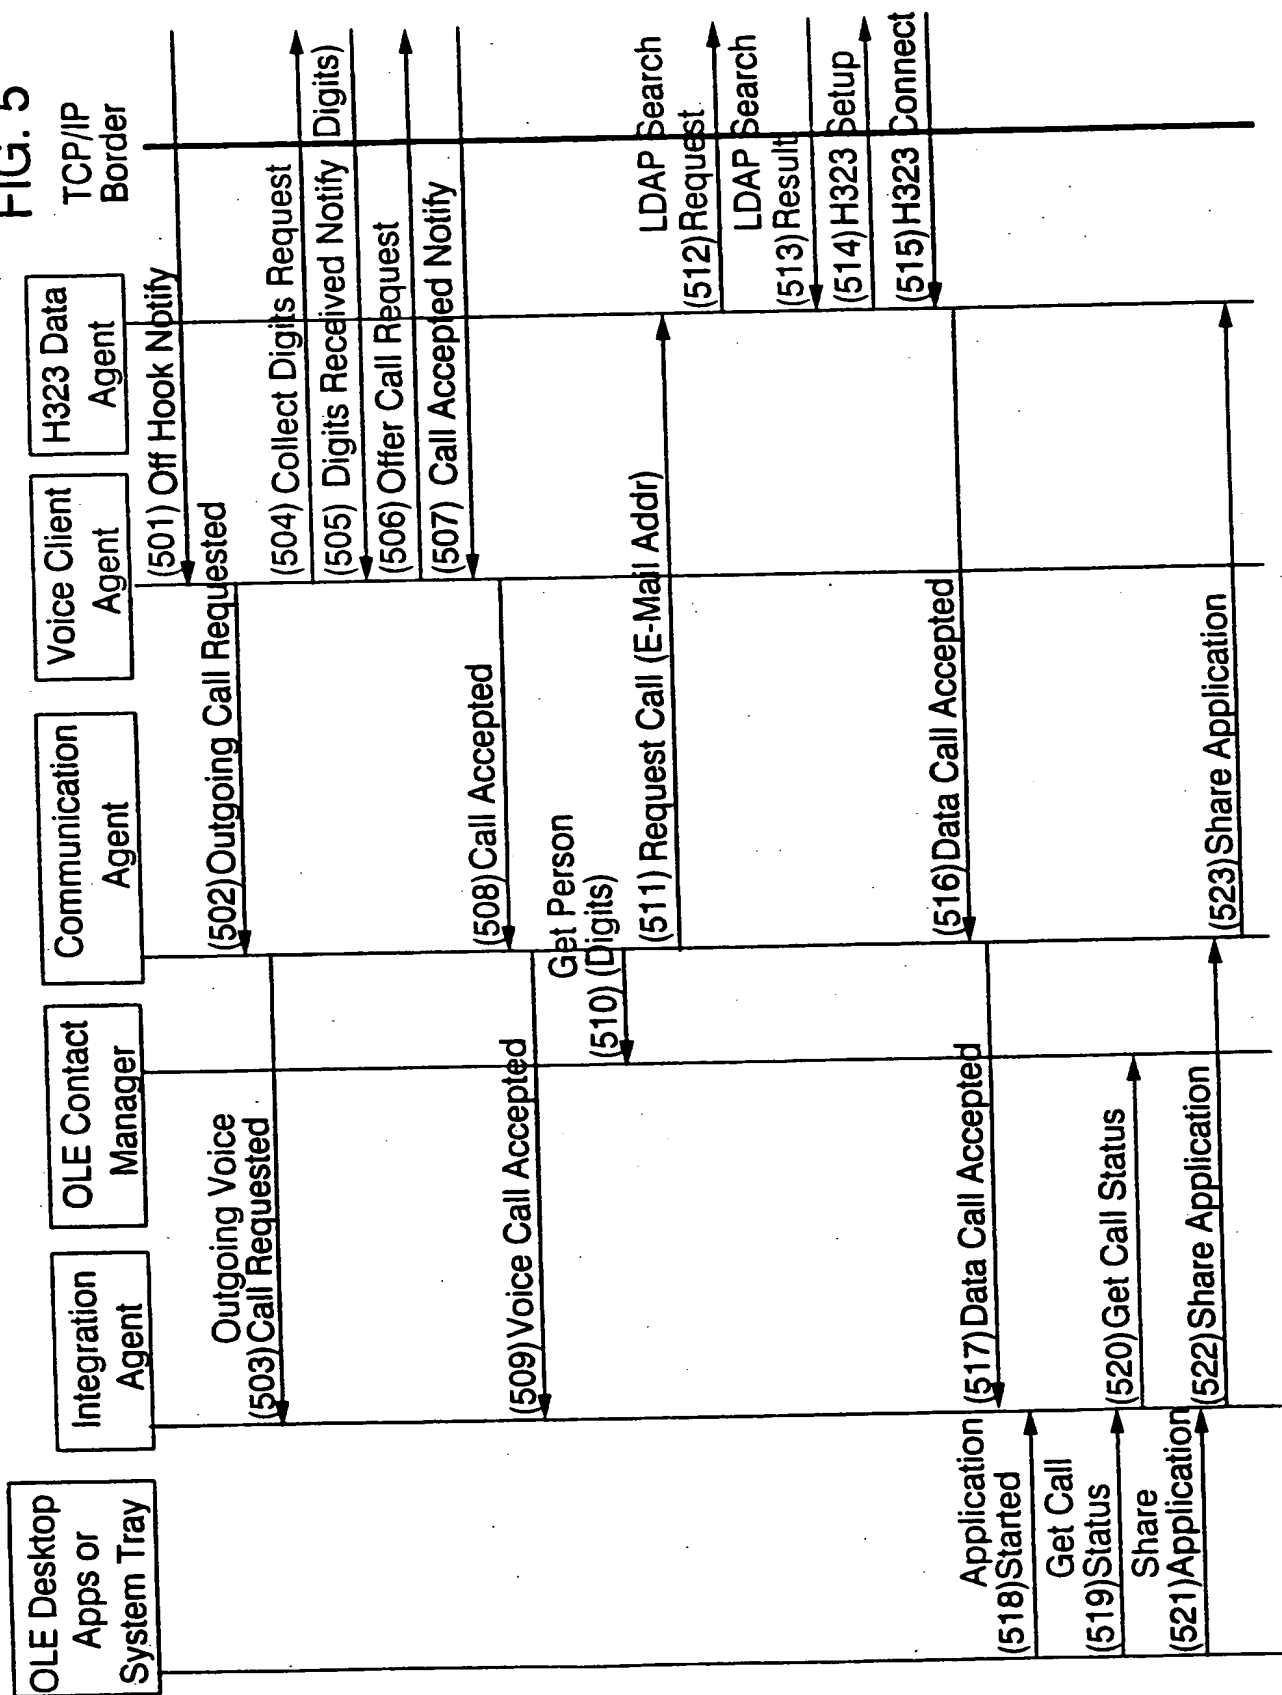 FIG. 5
OLE Desktop
Apps or
System Tray
Integration
Agent
OLE Contact
Manager
Communication
Agent
Voice Client
Agent
H323 Data
Agent
TCP/IP
Border
(501) Off Hook Notify
(502)Outgoing Call Requested
Outgoing Voice
(503)Call Requested
(504) Collect Digits Request
(505) Digits Received Notify (Digits)
(506) Offer Call Request
(507) Call Accepted Notify
(508)Call Accepted
(509)Voice Call Accepted
Get Person
(510) (Digits)
(511) Request Call (E-Mail Addr)
LDAP Search
(512)Request
LDAP Search
(513)Result
(514)H323 Setup
(515)H323 Connect
(516)Data Call Accepted
(517)Data Call Accepted
Application
(518)Started
Get Call
(519)Status
(520)Get Call Status
Share
(521)Application
(522)Share Application
(523)Share Application